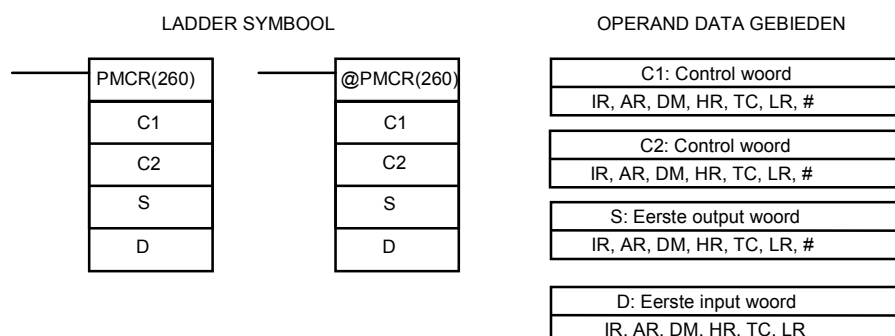 LADDER SYMBOOL
OPERAND DATA GEBIEDEN
PMCR(260)
C1
C2
S
D
@PMCR(260)
C1
C2
S
D
C1: Control woord
IR, AR, DM, HR, TC, LR, #
C2: Control woord
IR, AR, DM, HR, TC, LR, #
S: Eerste output woord
IR, AR, DM, HR, TC, LR, #
D: Eerste input woord
IR, AR, DM, HR, TC, LR